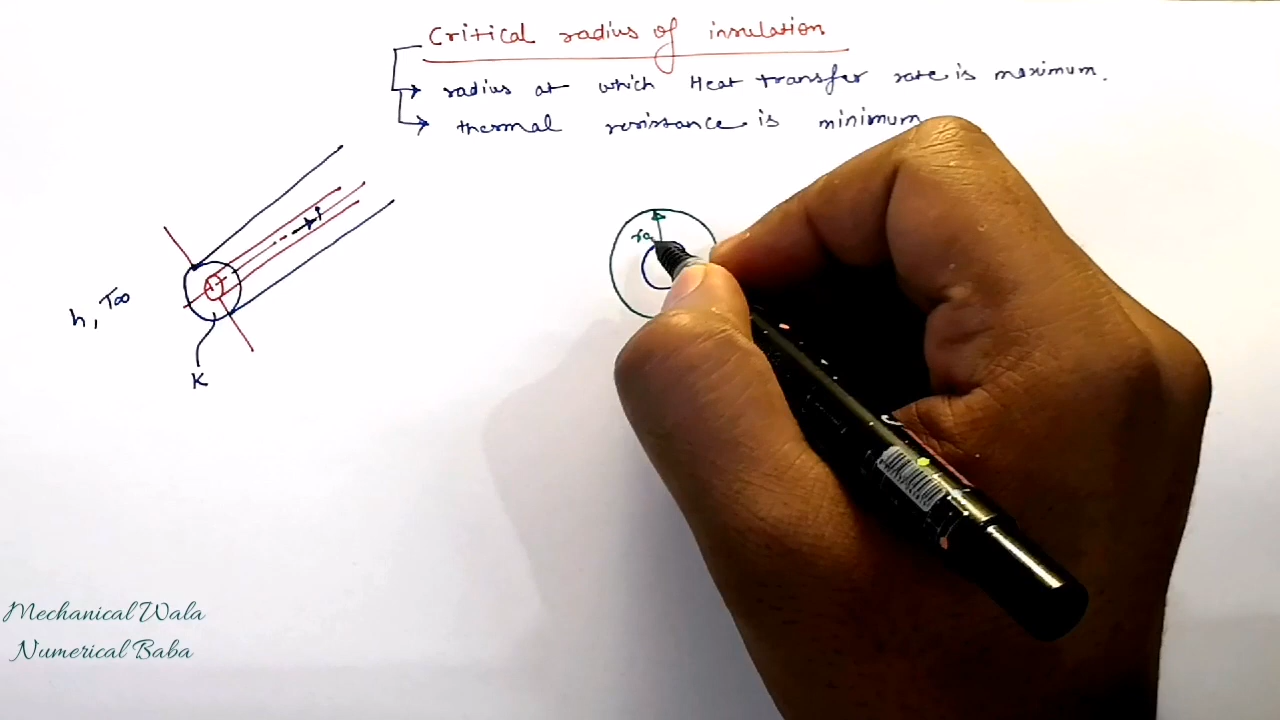 Critical radius of insulation
radius at which Heat transfer rate is maximum.
thermal resistance is minimum
i
h, T∞
K
Mechanical Wala
Numerical Baba